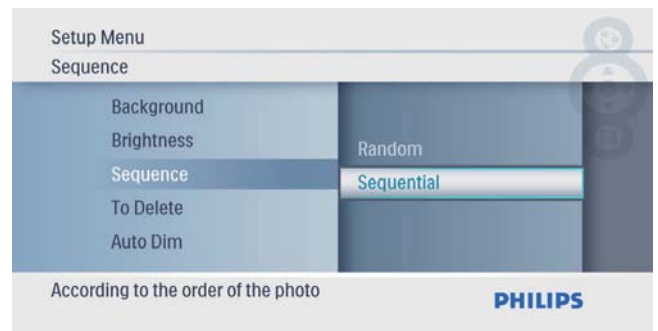 Setup Menu
Sequence
Background
Brightness
Sequence
To Delete
Auto Dim
Random
Sequential
According to the order of the photo
PHILIPS